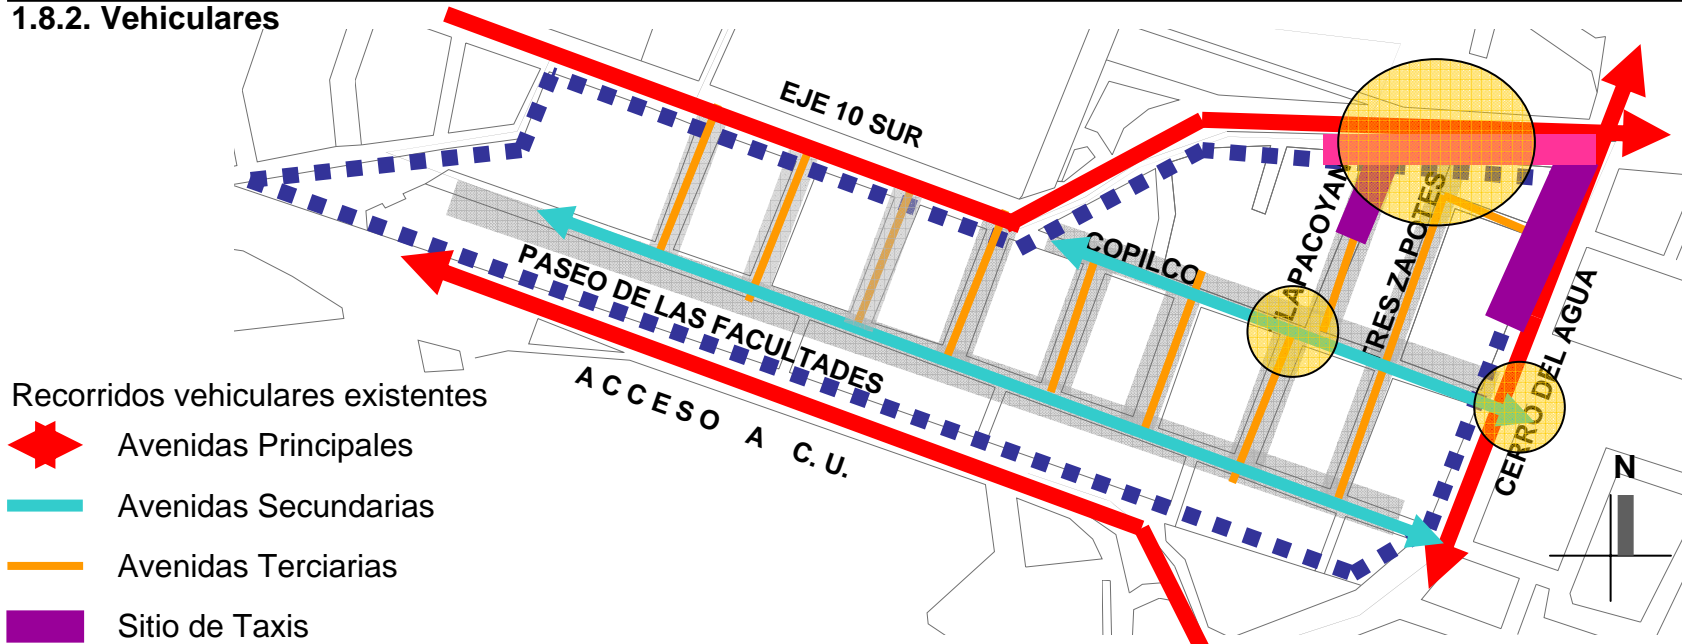 1.8.2. Vehiculares
EJE 10 SUR
COPILCO
TLAPACOYAN
TRES ZAPOTES
CERRO DEL AGUA
PASEO DE LAS FACULTADES
ACCESO A C. U.
N
Recorridos vehiculares existentes
Avenidas Principales
Avenidas Secundarias
Avenidas Terciarias
Sitio de Taxis